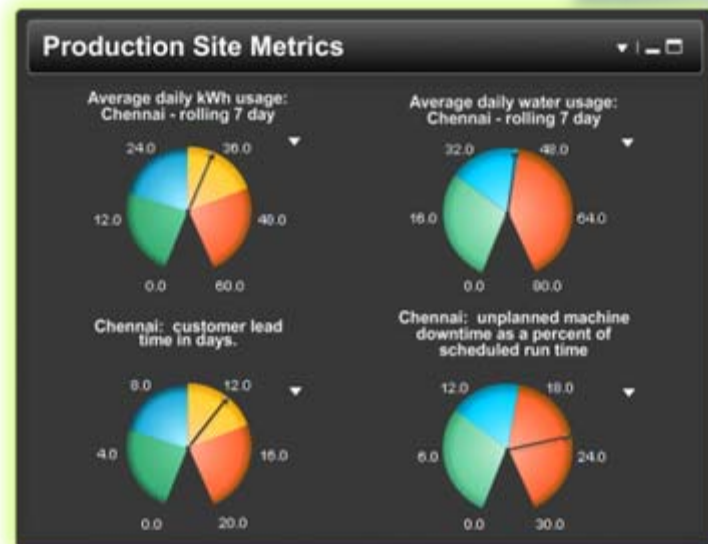 Production Site Metrics
Average daily kWh usage:
Chennai - rolling 7 day
24.0
36.0
12.0
48.0
0.0
60.0
Average daily water usage:
Chennai - rolling 7 day
32.0
48.0
16.0
64.0
0.0
80.0
Chennai: customer lead
time in days.
8.0
12.0
4.0
16.0
0.0
20.0
Chennai: unplanned machine
downtime as a percent of
scheduled run time
12.0
18.0
6.0
24.0
0.0
30.0